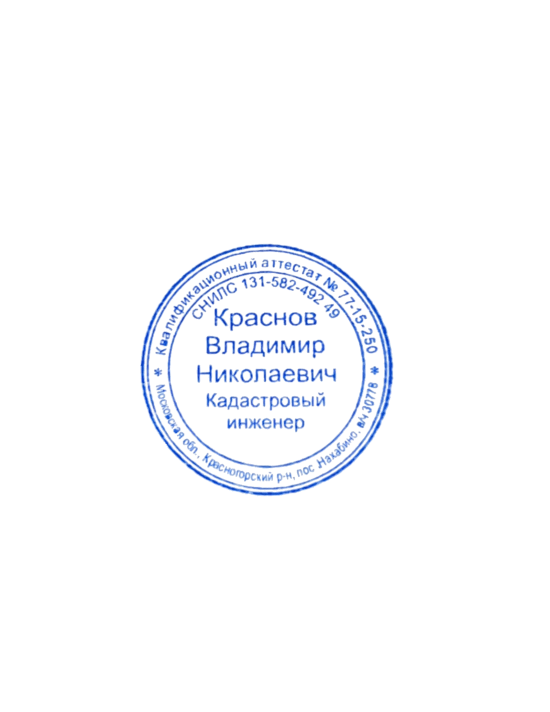 Квалификационный аттестат № 77-15-250
СНИЛС 131-582-492 49
Краснов
Владимир
Николаевич
Кадастровый
инженер
* Московская обл., Красногорский р-н, пос .Нахабино, в/ч 30778 *